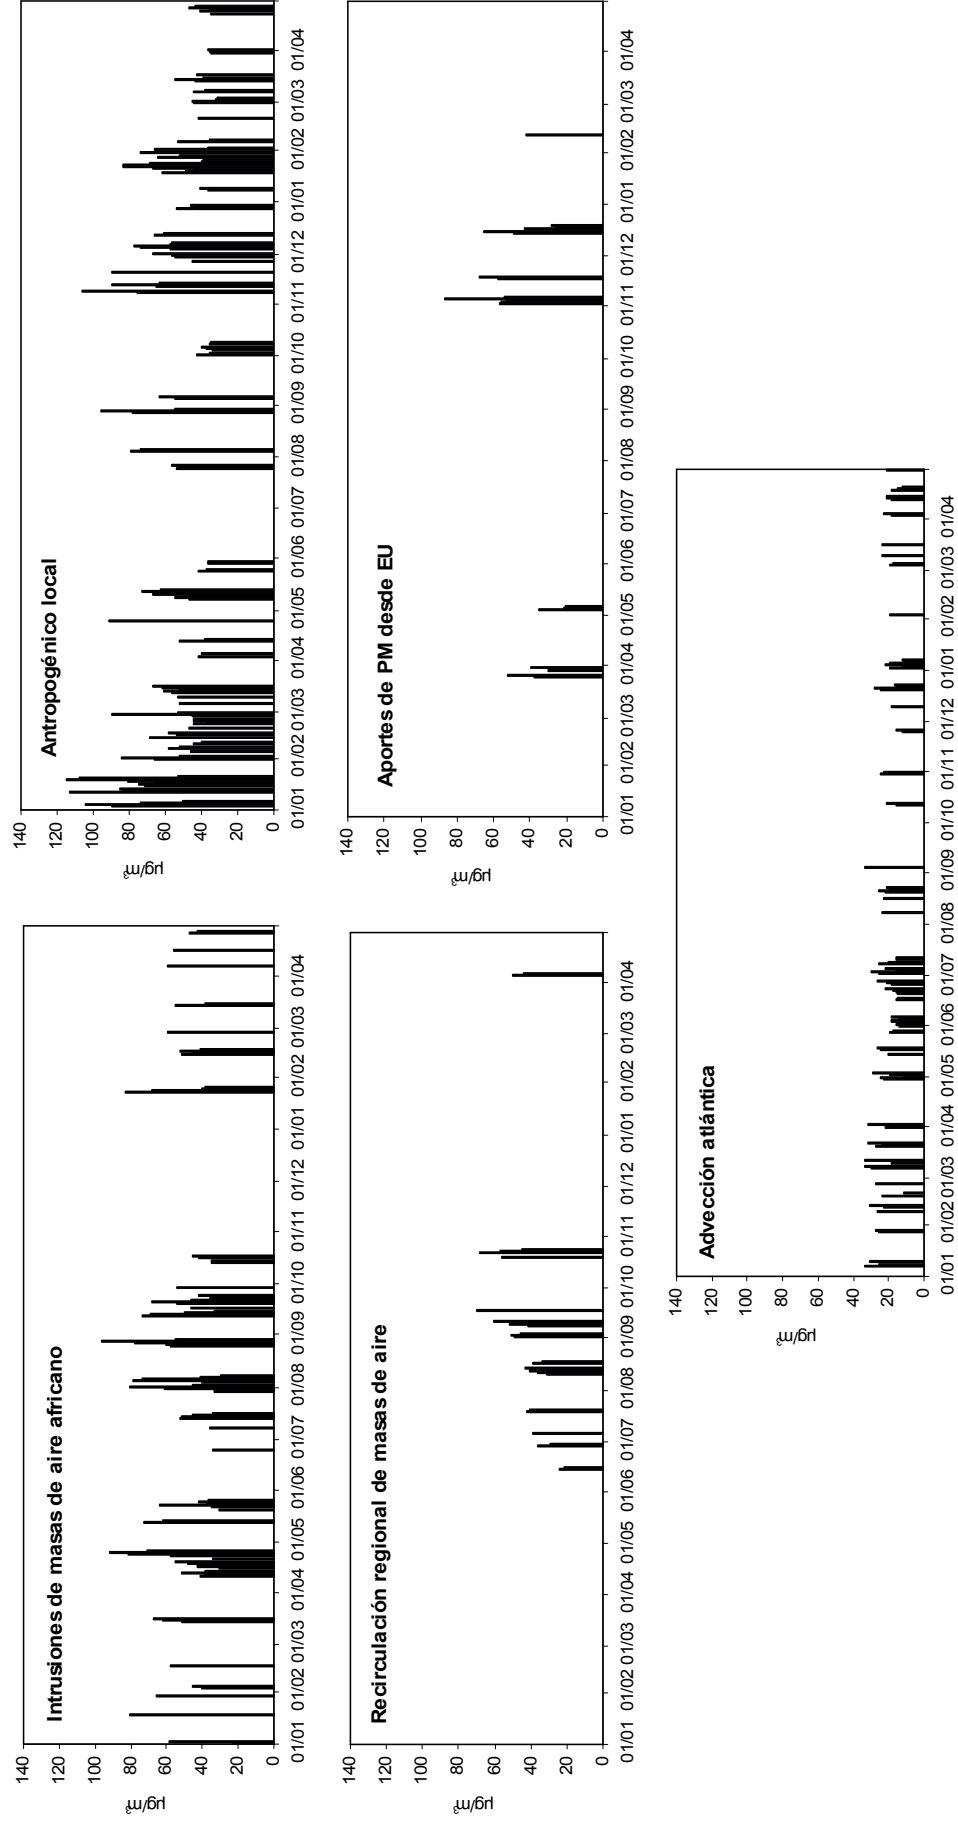 Intrusiones de masas de aire africano
140
120
100
80
60
40
20
0
µg/m³
01/01 01/02 01/03 01/04 01/05 01/06 01/07 01/08 01/09 01/10 01/11 01/12 01/01 01/02 01/03 01/04
Antropogénico local
140
120
100
80
60
40
20
0
µg/m³
01/01 01/02 01/03 01/04 01/05 01/06 01/07 01/08 01/09 01/10 01/11 01/12 01/01 01/02 01/03 01/04
Recirculación regional de masas de aire
140
120
100
80
60
40
20
0
µg/m³
01/01 01/02 01/03 01/04 01/05 01/06 01/07 01/08 01/09 01/10 01/11 01/12 01/01 01/02 01/03 01/04
Aportes de PM desde EU
140
120
100
80
60
40
20
0
µg/m³
01/01 01/02 01/03 01/04 01/05 01/06 01/07 01/08 01/09 01/10 01/11 01/12 01/01 01/02 01/03 01/04
Advección atlántica
140
120
100
80
60
40
20
0
µg/m³
01/01 01/02 01/03 01/04 01/05 01/06 01/07 01/08 01/09 01/10 01/11 01/12 01/01 01/02 01/03 01/04